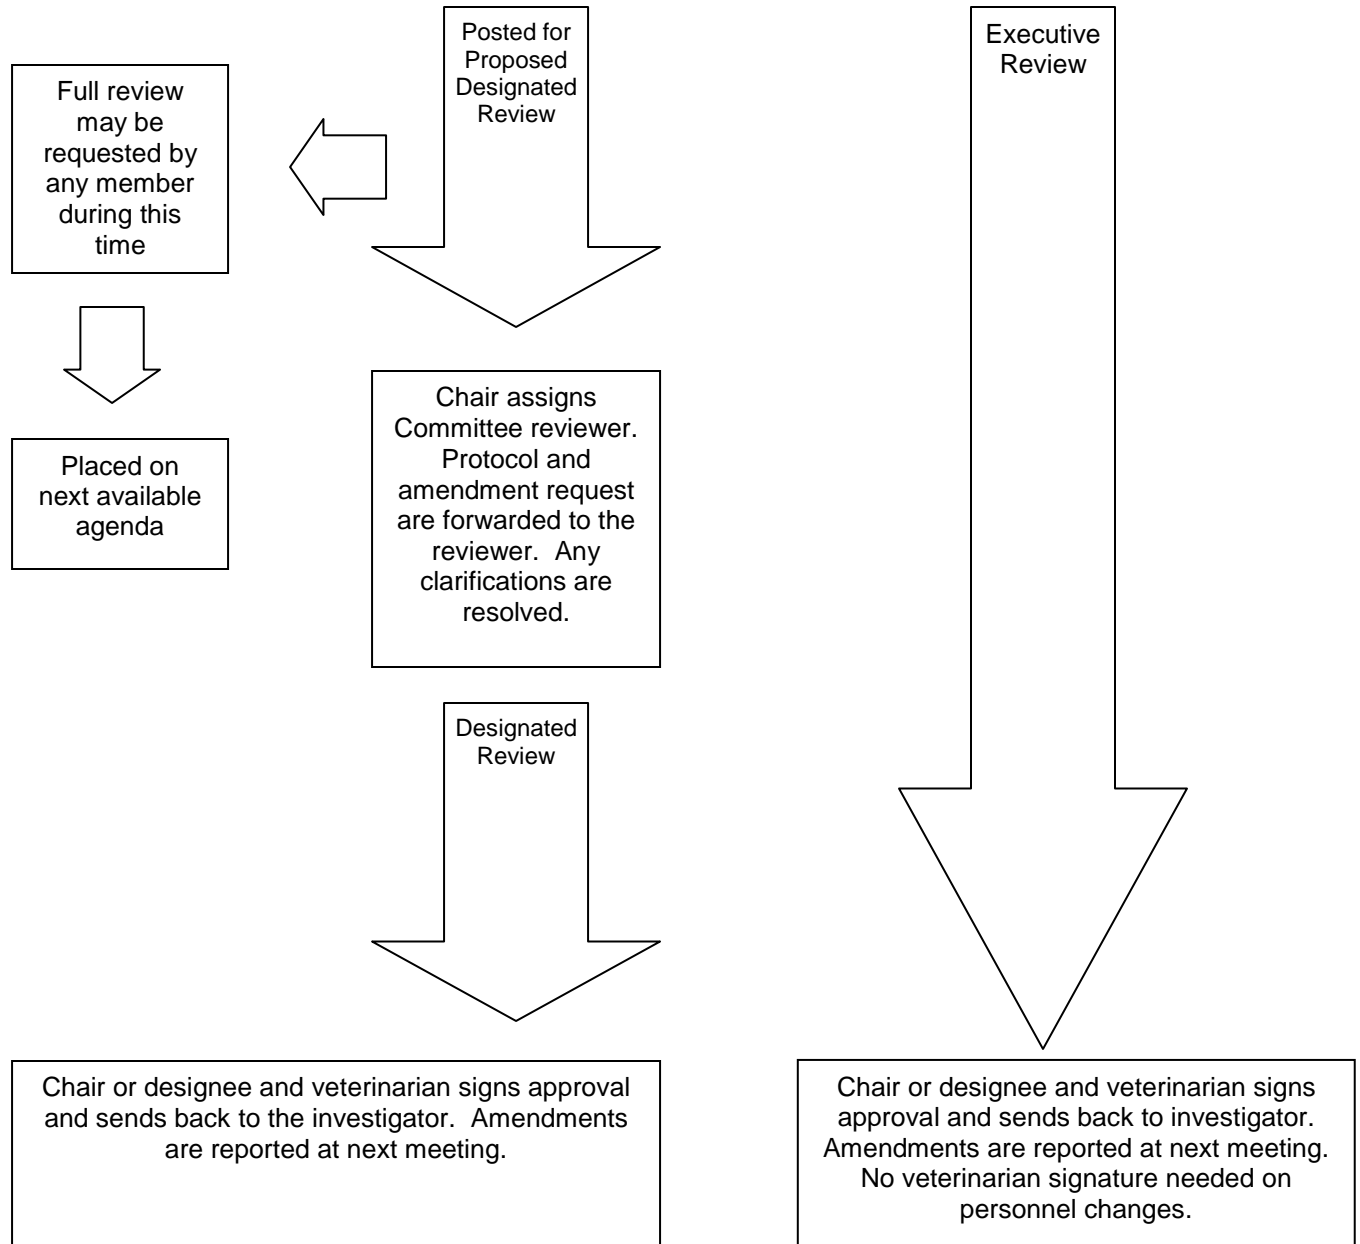 Posted for
Proposed
Designated
Review
Executive
Review
Full review
may be
requested by
any member
during this
time
Chair assigns
Committee reviewer.
Protocol and
amendment request
are forwarded to the
reviewer.  Any
clarifications are
resolved.
Placed on
next available
agenda
Designated
Review
Chair or designee and veterinarian signs approval
and sends back to the investigator.  Amendments
are reported at next meeting.
Chair or designee and veterinarian signs
approval and sends back to investigator.
Amendments are reported at next meeting.
No veterinarian signature needed on
personnel changes.